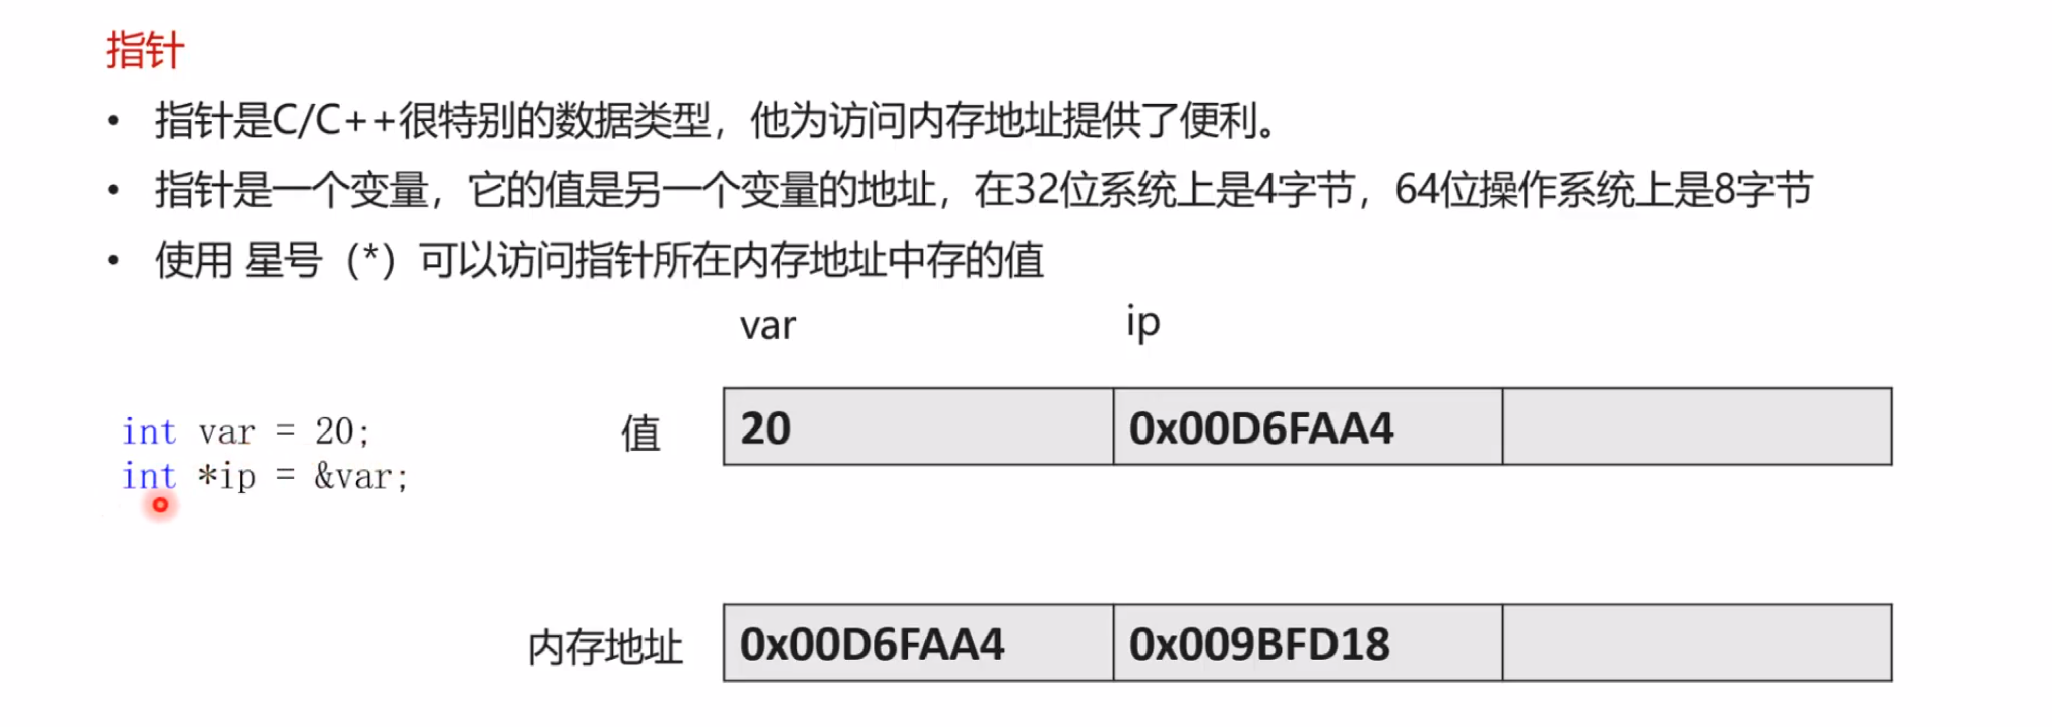 指针
• 指针是C/C++很特别的数据类型，他为访问内存地址提供了便利。
• 指针是一个变量，它的值是另一个变量的地址，在32位系统上是4字节，64位操作系统上是8字节
• 使用 星号（*）可以访问指针所在内存地址中存的值
var ip
int var = 20;
int *ip = &var;
值 20 0x00D6FAA4
内存地址 0x00D6FAA4 0x009BFD18